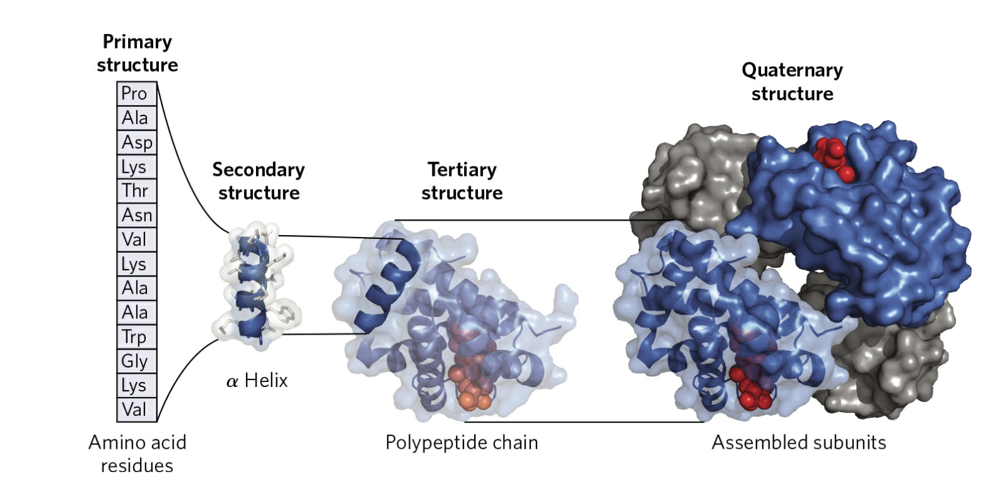 Primary
structure
Pro
Ala
Asp
Lys
Thr
Asn
Val
Lys
Ala
Ala
Trp
Gly
Lys
Val
Amino acid
residues
Secondary
structure
α Helix
Tertiary
structure
Polypeptide chain
Quaternary
structure
Assembled subunits